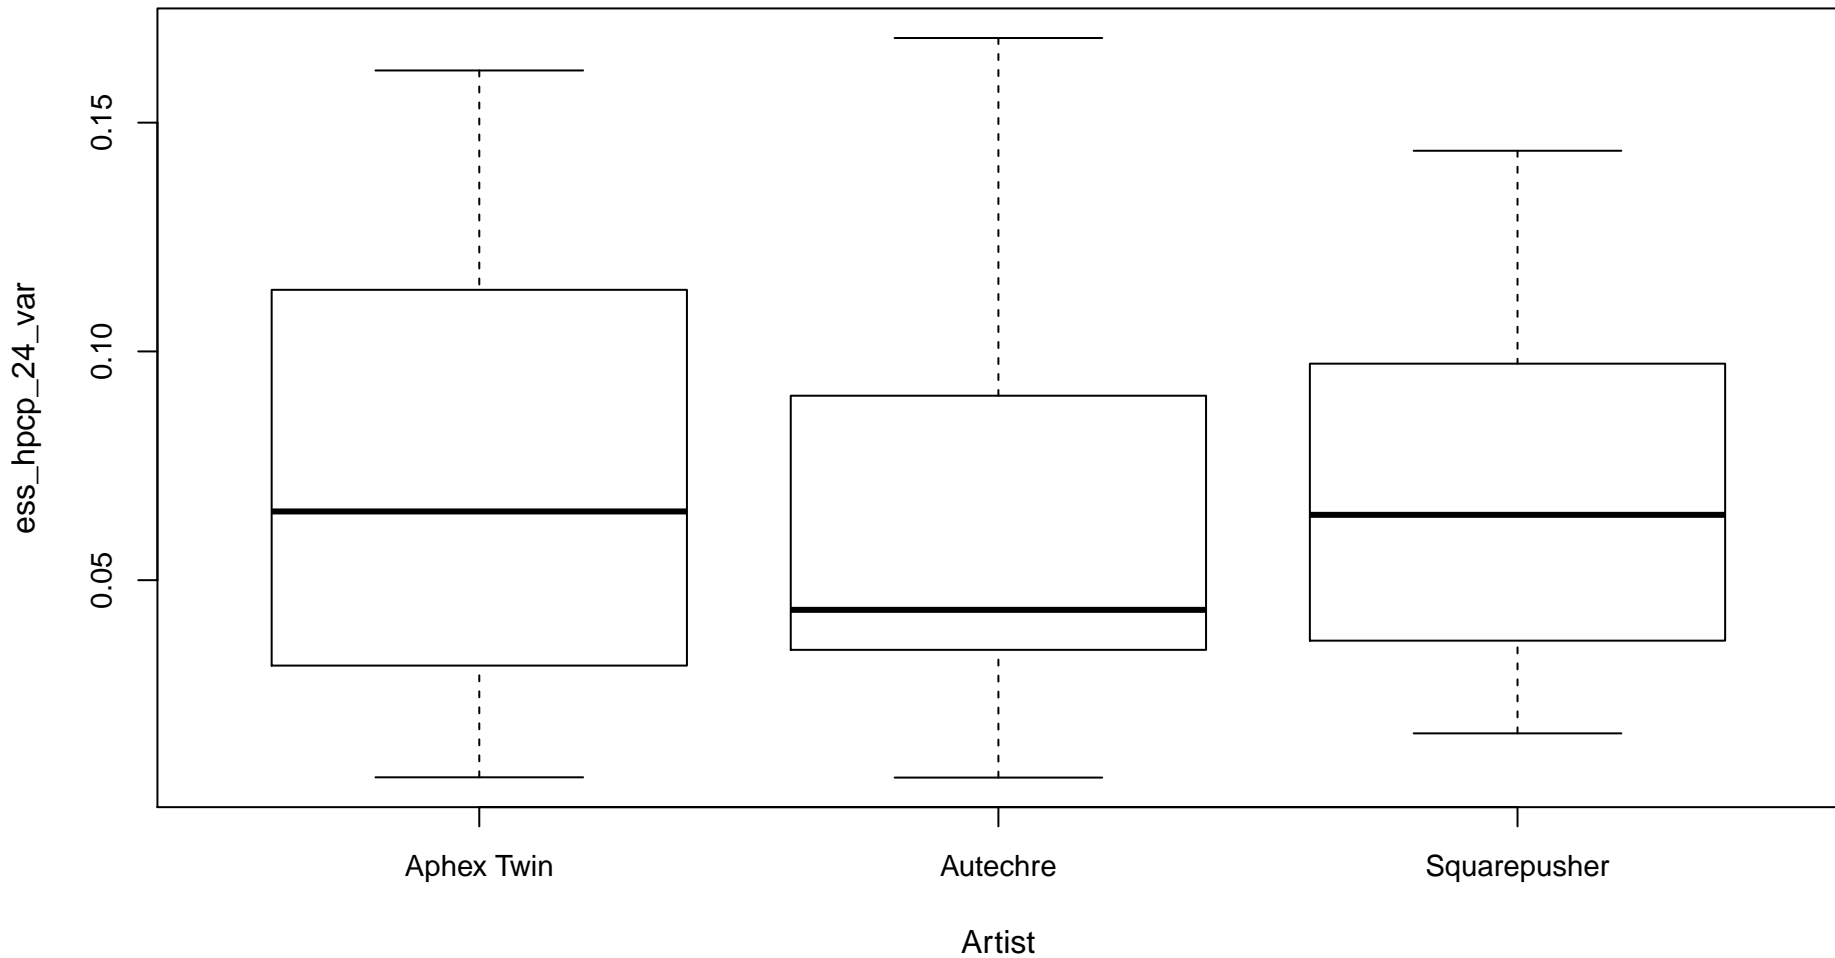 ess_hpcp_24_var
0.15
0.10
0.05
Aphex Twin
Autechre
Squarepusher
Artist